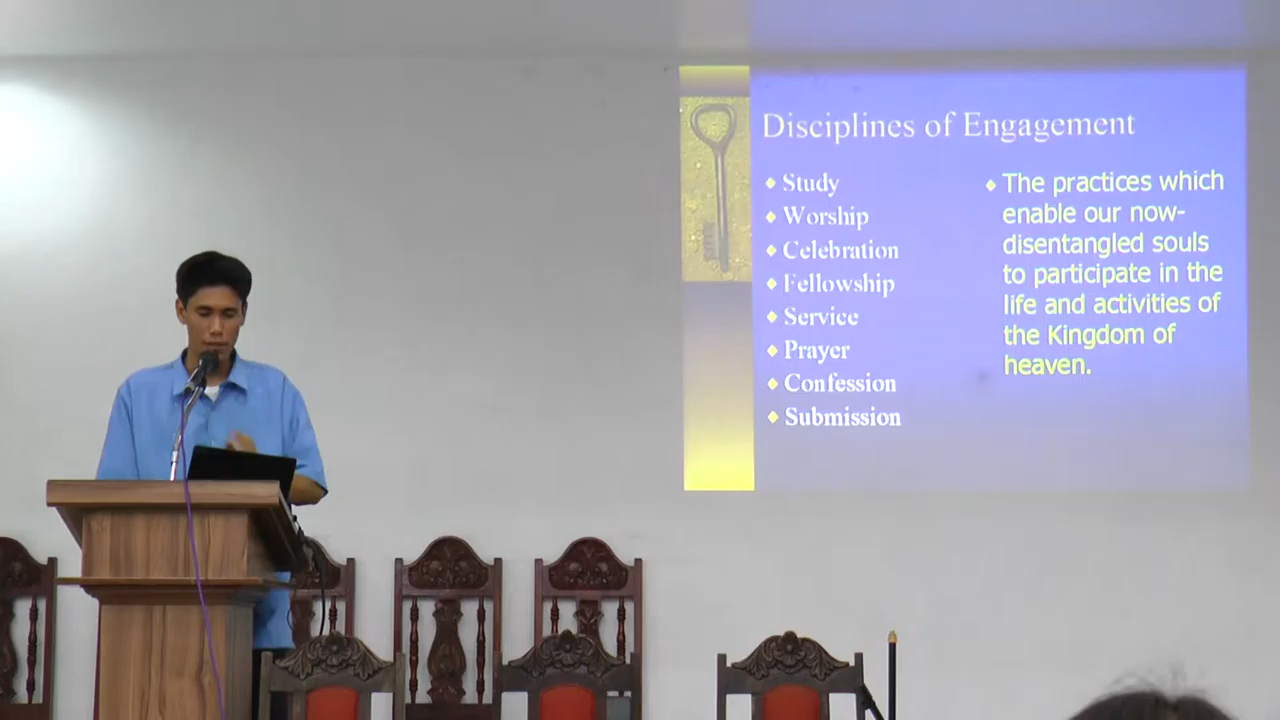 Disciplines of Engagement
Study
Worship
Celebration
Fellowship
Service
Prayer
Confession
Submission
The practices which
enable our now-
disentangled souls
to participate in the
life and activities of
the Kingdom of
heaven.